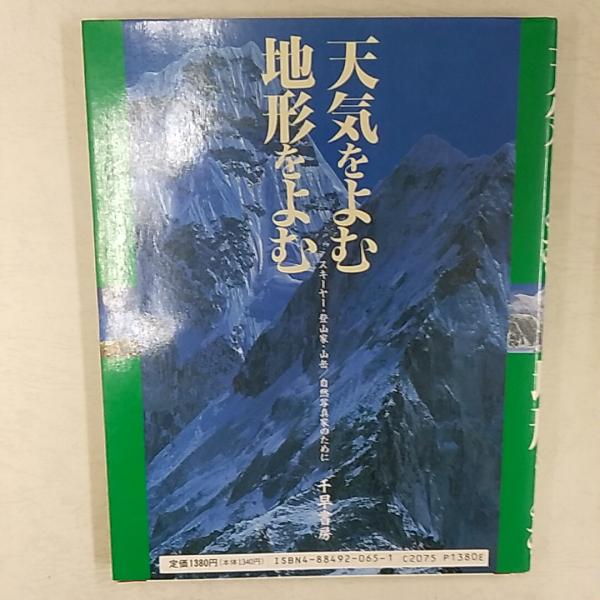 天気をよむ
地形をよむ
スキーヤー・登山家・山岳/自然写真家のために
千早書房
定価1380円(本体1340円) ISBN4-88492-065-1 C2075 P1380E